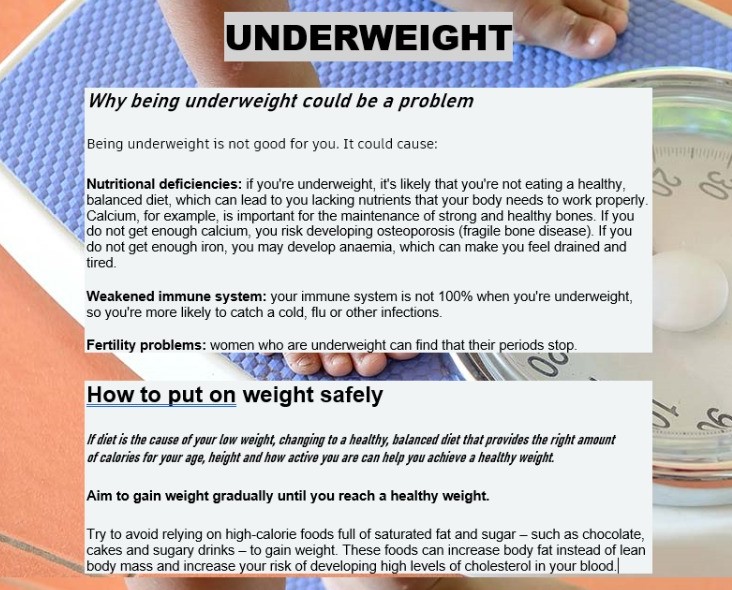 UNDERWEIGHT
Why being underweight could be a problem
Being underweight is not good for you. It could cause:
Nutritional deficiencies: if you're underweight, it's likely that you're not eating a healthy,
balanced diet, which can lead to you lacking nutrients that your body needs to work properly.
Calcium, for example, is important for the maintenance of strong and healthy bones. If you
do not get enough calcium, you risk developing osteoporosis (fragile bone disease). If you
do not get enough iron, you may develop anaemia, which can make you feel drained and
tired.
Weakened immune system: your immune system is not 100% when you're underweight,
so you're more likely to catch a cold, flu or other infections.
Fertility problems: women who are underweight can find that their periods stop.
How to put on weight safely
If diet is the cause of your low weight, changing to a healthy, balanced diet that provides the right amount
of calories for your age, height and how active you are can help you achieve a healthy weight.
Aim to gain weight gradually until you reach a healthy weight.
Try to avoid relying on high-calorie foods full of saturated fat and sugar – such as chocolate,
cakes and sugary drinks – to gain weight. These foods can increase body fat instead of lean
body mass and increase your risk of developing high levels of cholesterol in your blood.